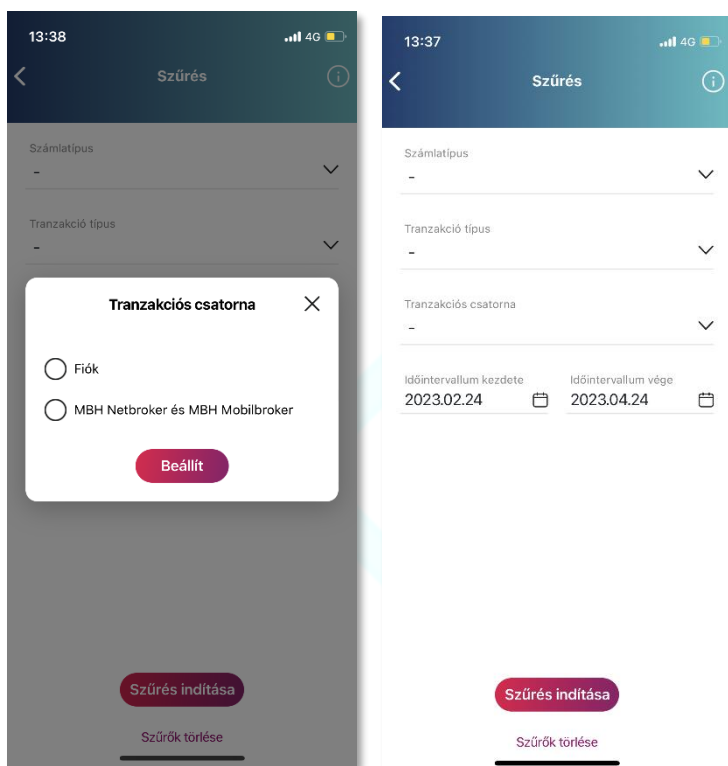 13:38
4G
Szűrés
Számlatípus
-
Tranzakció típus
-
Tranzakciós csatorna
Fiók
MBH Netbroker és MBH Mobilbroker
Beállít
Szűrés indítása
Szűrők törlése
13:37
4G
Szűrés
Számlatípus
-
Tranzakció típus
-
Tranzakciós csatorna
-
Időintervallum kezdete Időintervallum vége
2023.02.24 2023.04.24
Szűrés indítása
Szűrők törlése